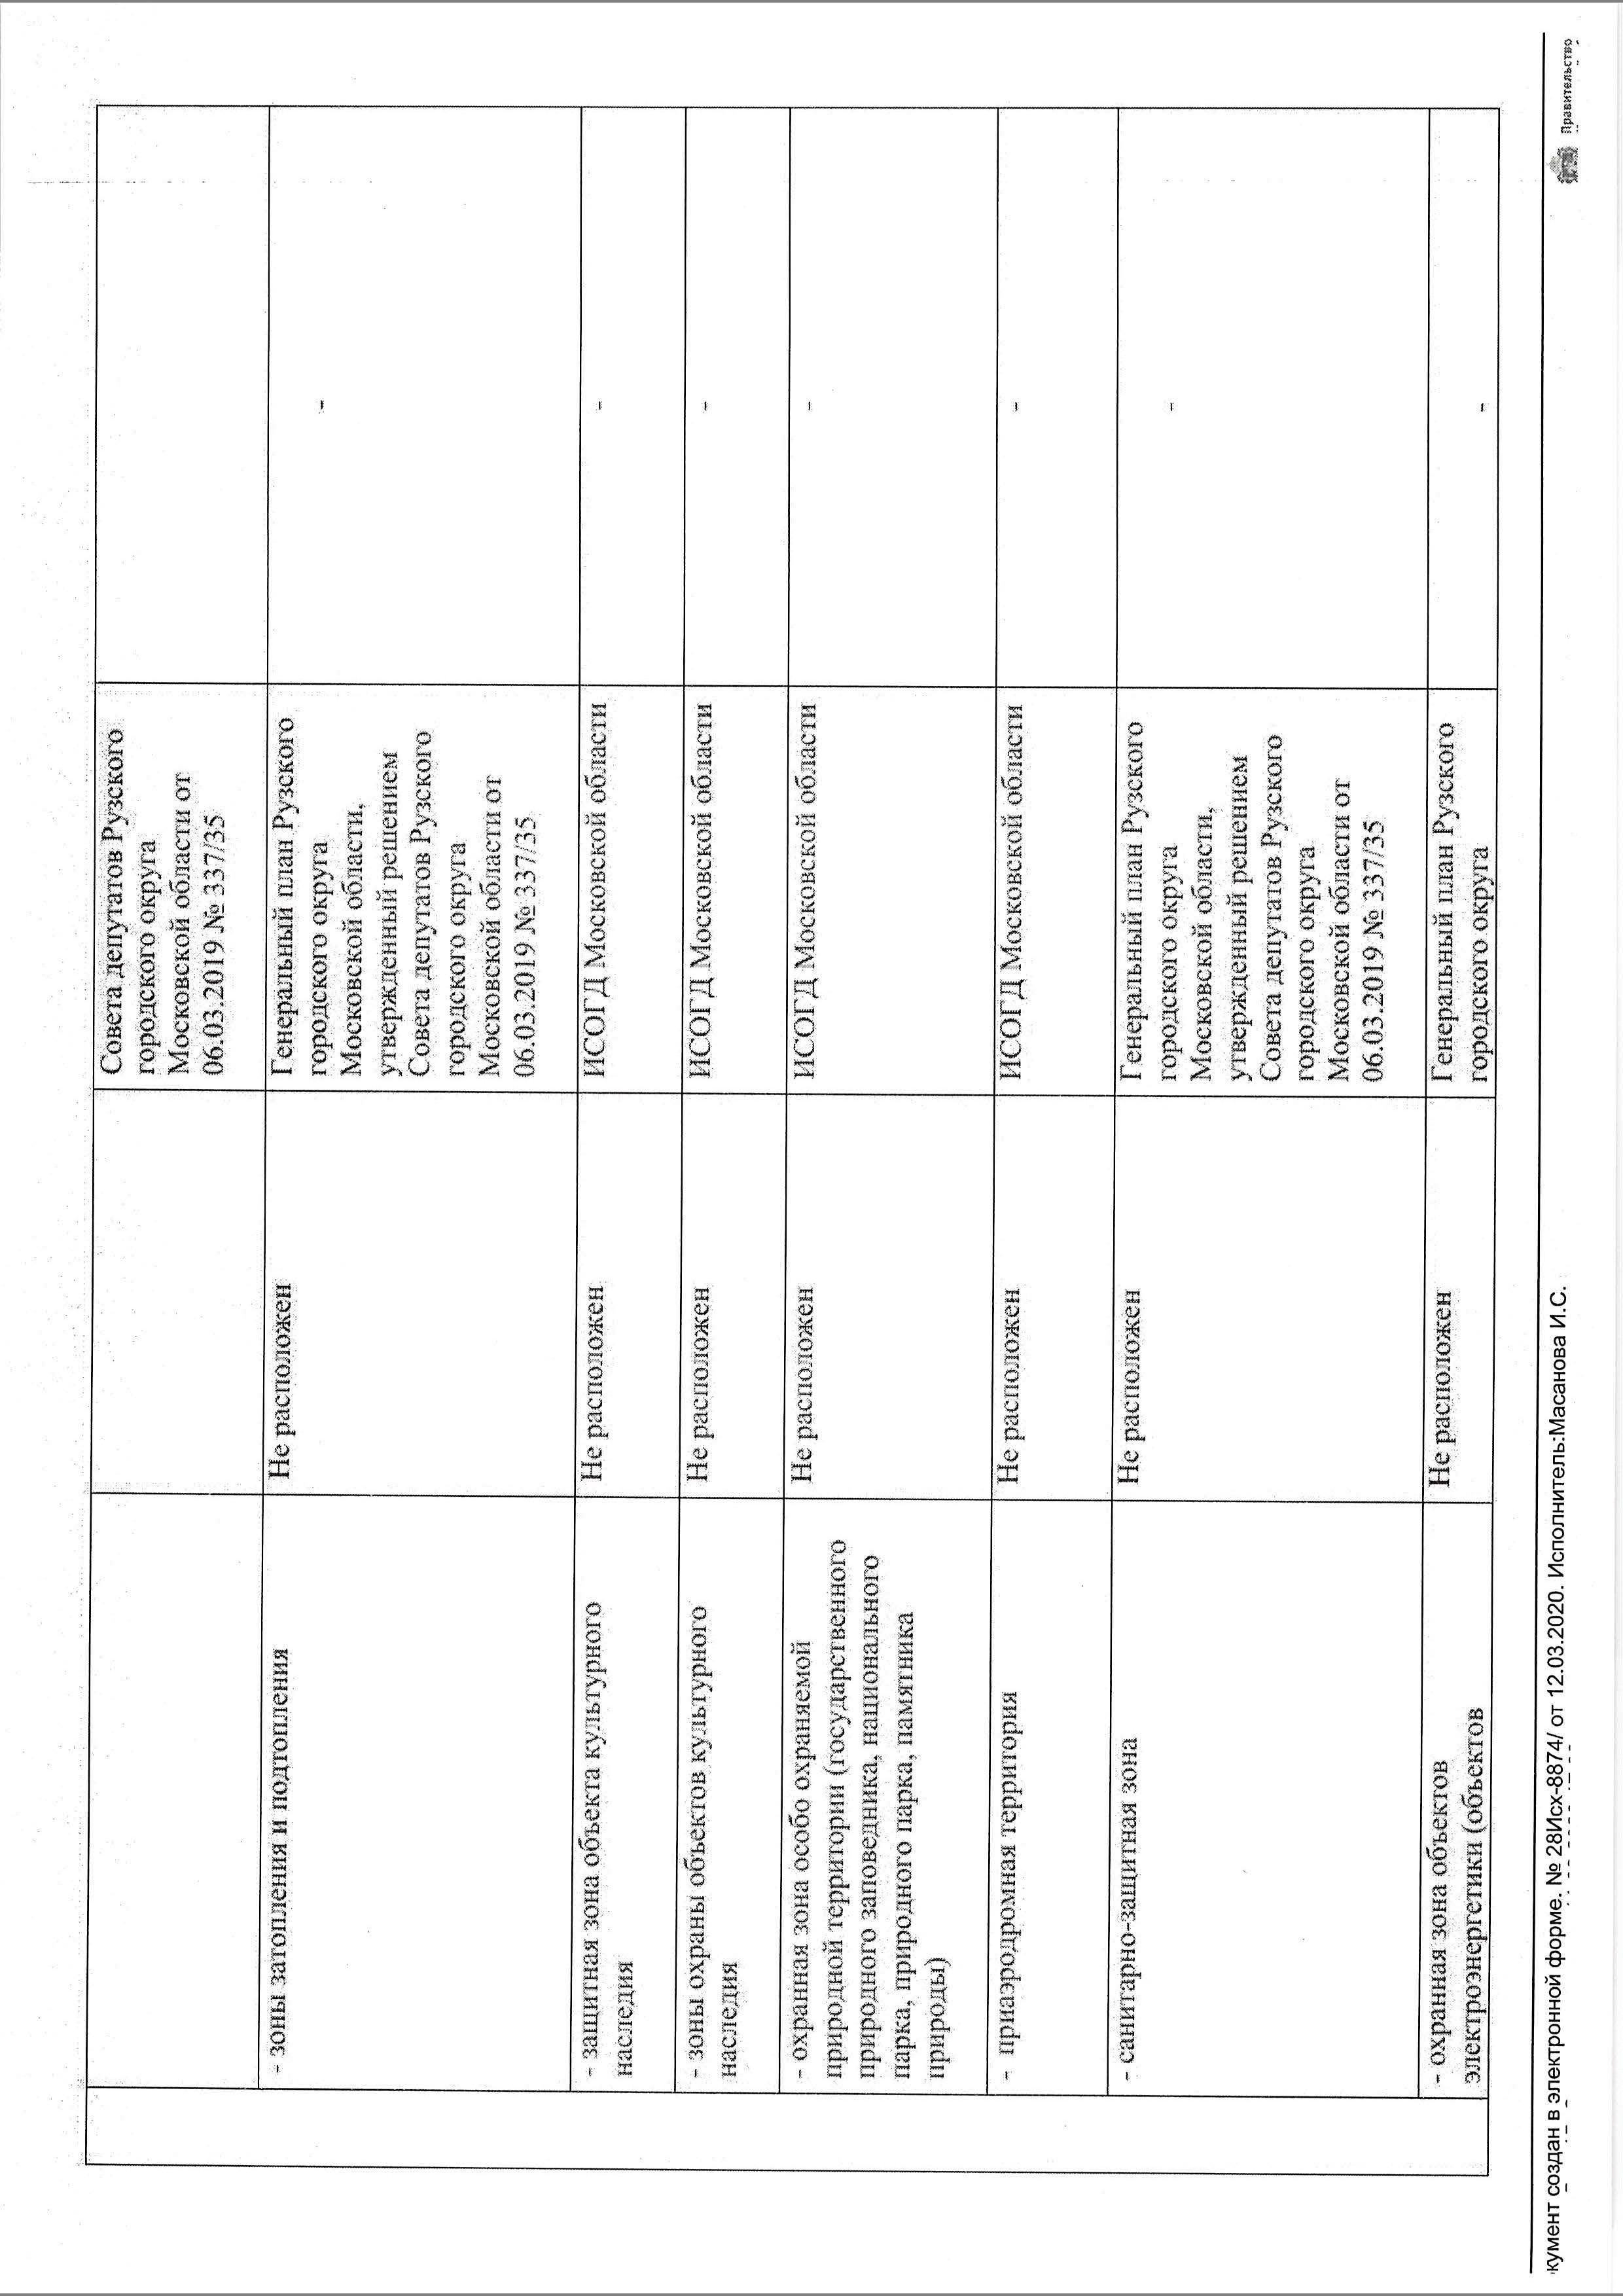 Совета депутатов Рузского
городского округа
Московской области от
06.03.2019 № 337/35
- зоны затопления и подтопления
Не расположен
Генеральный план Рузского
городского округа
Московской области,
утвержденный решением
Совета депутатов Рузского
городского округа
Московской области от
06.03.2019 № 337/35
-
- защитная зона объекта культурного
наследия
Не расположен
ИСОГД Московской области
-
- зоны охраны объектов культурного
наследия
Не расположен
ИСОГД Московской области
-
- охранная зона особо охраняемой
природной территории (государственного
природного заповедника, национального
парка, природного парка, памятника
природы)
Не расположен
ИСОГД Московской области
-
- приаэродромная территория
Не расположен
ИСОГД Московской области
-
- санитарно-защитная зона
Не расположен
Генеральный план Рузского
городского округа
Московской области,
утвержденный решением
Совета депутатов Рузского
городского округа
Московской области от
06.03.2019 № 337/35
-
- охранная зона объектов
электроэнергетики (объектов
Не расположен
Генеральный план Рузского
городского округа
-
кумент создан в электронной форме. № 28Исх-8874/ от 12.03.2020. Исполнитель:Масанова И.С.
Правительство